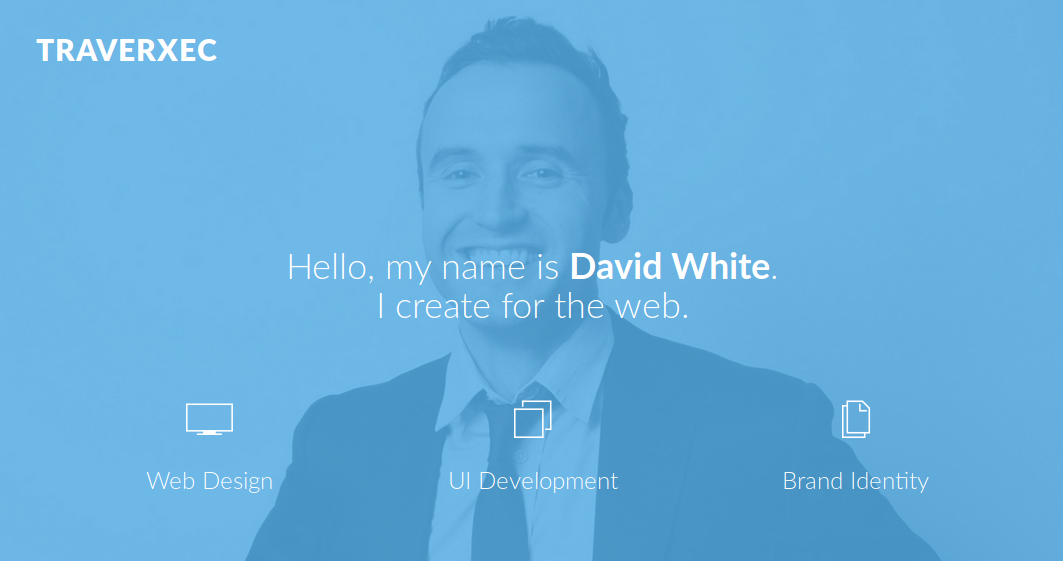 TRAVERXEC
Hello, my name is David White.
I create for the web.
Web Design
UI Development
Brand Identity